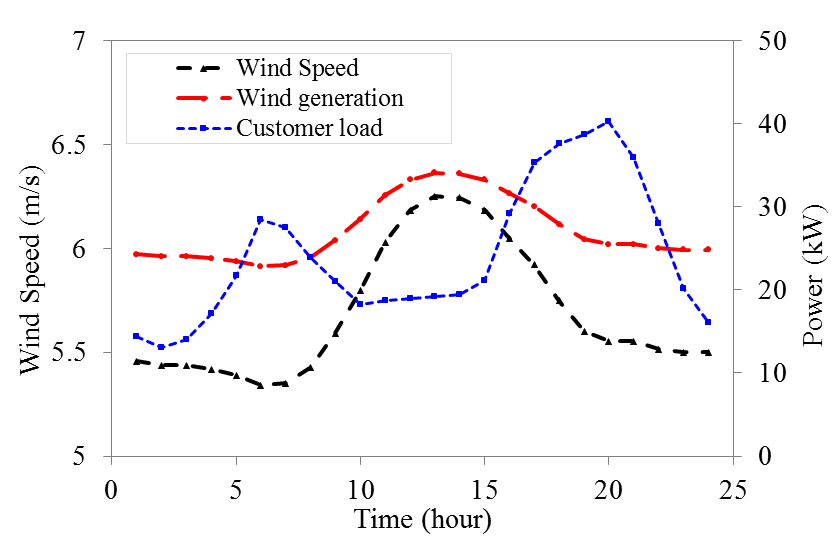 Wind Speed
Wind generation
Customer load
7
6.5
6
5.5
5
Wind Speed (m/s)
50
40
30
20
10
0
Power (kW)
0 5 10 15 20 25
Time (hour)